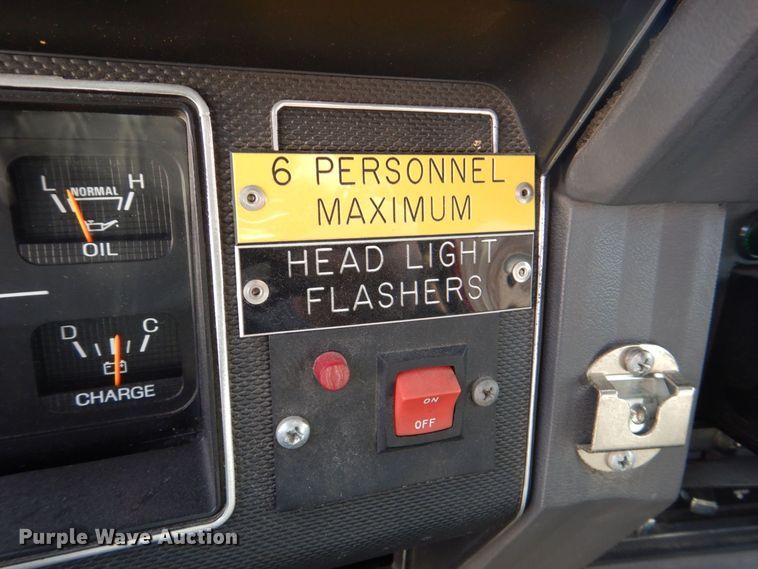 L NORMAL H
OIL
D C
CHARGE
6 PERSONNEL
MAXIMUM
HEAD LIGHT
FLASHERS
ON
OFF
Purple Wave Auction